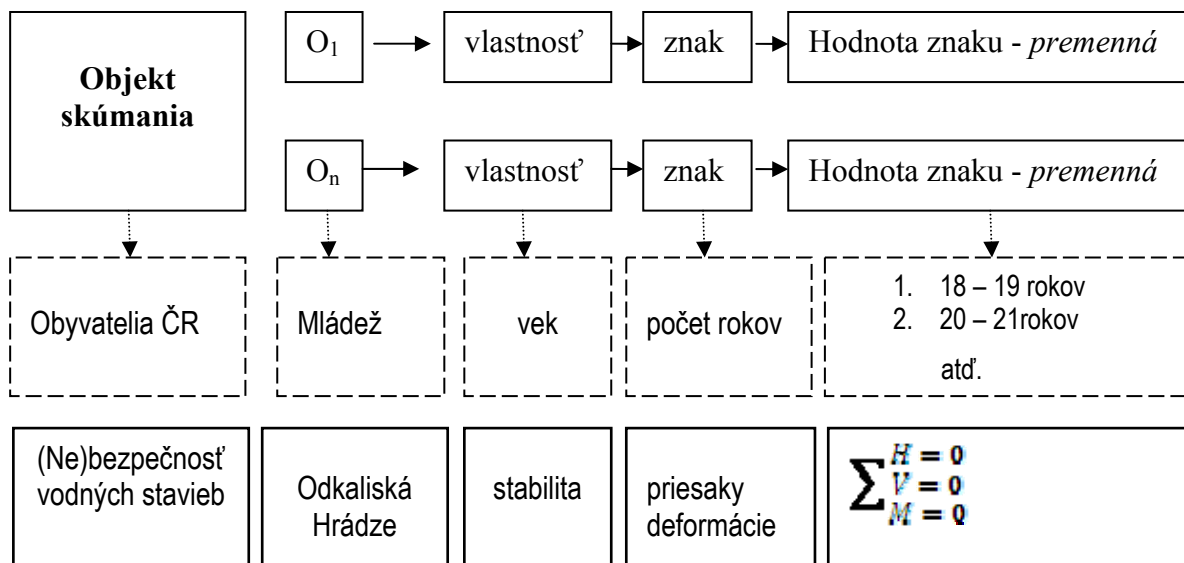 Objekt
skúmania
O₁ vlastnosť znak Hodnota znaku - premenná
Oₙ vlastnosť znak Hodnota znaku - premenná
Obyvatelia ČR
Mládež
vek
počet rokov
1. 18 – 19 rokov
2. 20 – 21rokov
atď.
(Ne)bezpečnosť
vodných stavieb
Odkaliská
Hrádze
stabilita
priesaky
deformácie
∑ H = 0
V = 0
M = 0